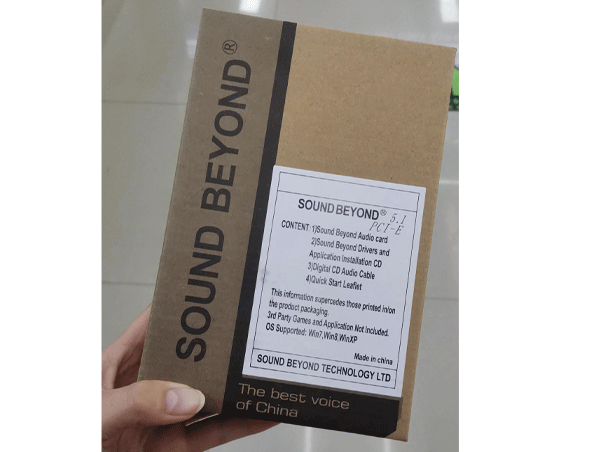 SOUND BEYOND®
SOUND BEYOND® 5.1
PCI-E
CONTENT 1)Sound Beyond Audio card
2)Sound Beyond Drivers and
Application Installation CD
3)Digital CD Audio Cable
4)Quick Start Leaflet
This information supercedes those printed in/on
the product packaging.
3rd Party Games and Application Not Included.
OS Supported: Win7,Win8,WinXP
Made in china
SOUND BEYOND TECHNOLOGY LTD
The best voice
of China